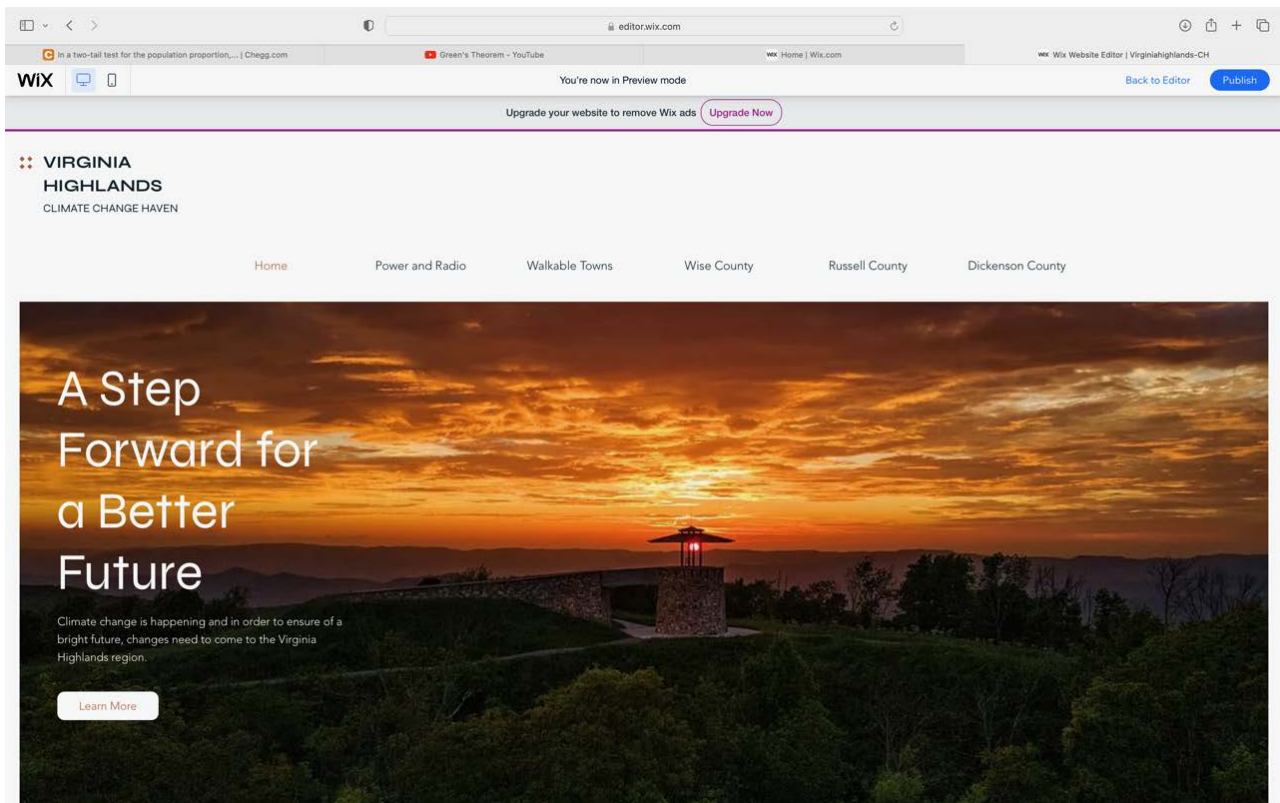 editor.wix.com
In a two-tail test for the population proportion,... | Chegg.com
Green's Theorem - YouTube
WIX Home | Wix.com
WIX Wix Website Editor | Virginiahighlands-CH
WiX
You're now in Preview mode
Back to Editor
Publish
Upgrade your website to remove Wix ads
Upgrade Now
VIRGINIA
HIGHLANDS
CLIMATE CHANGE HAVEN
Home
Power and Radio
Walkable Towns
Wise County
Russell County
Dickenson County
A Step
Forward for
a Better
Future
Climate change is happening and in order to ensure of a
bright future, changes need to come to the Virginia
Highlands region.
Learn More